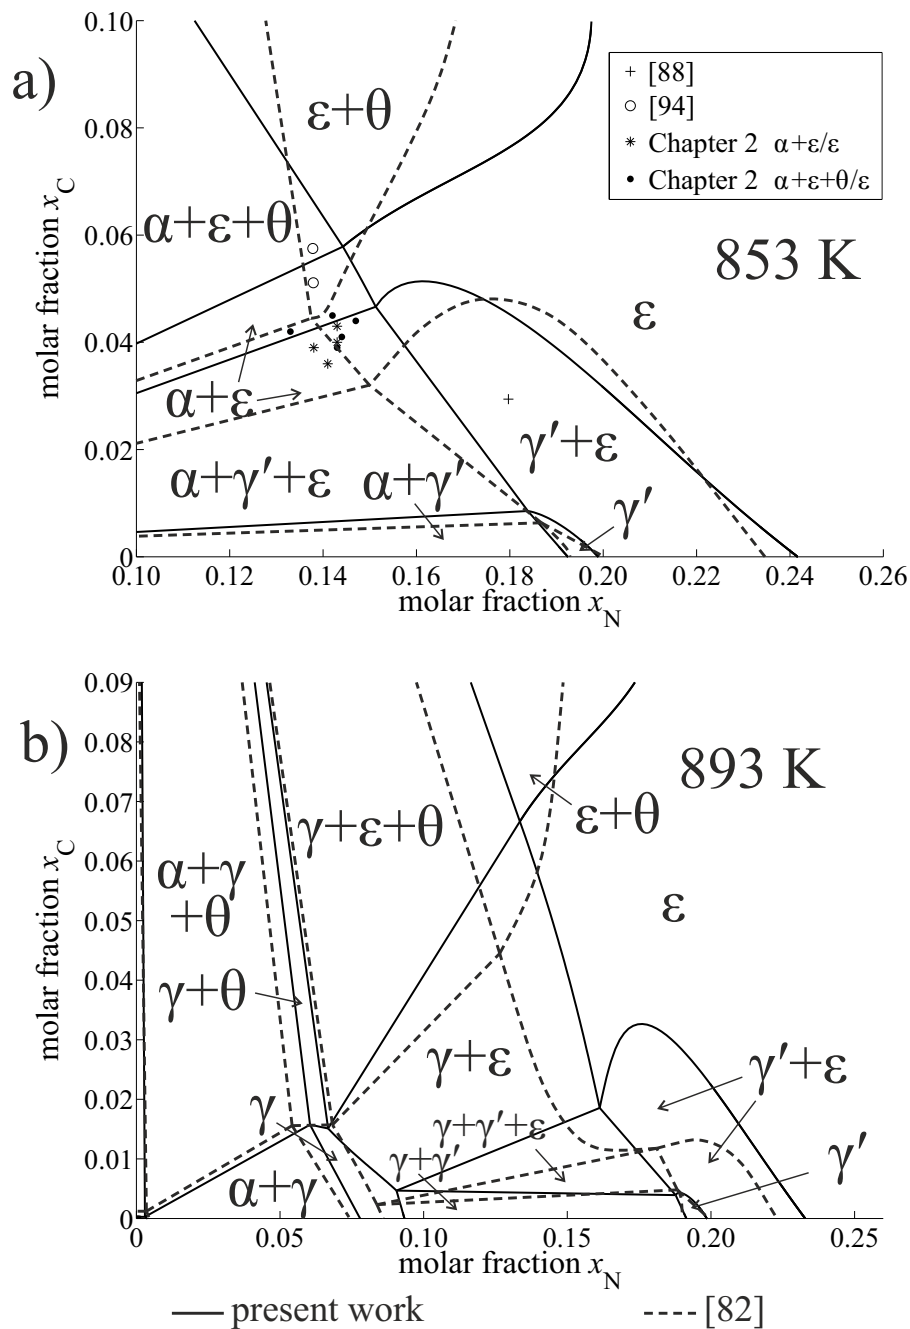 a)
molar fraction x_C
0.10
0.08
0.06
0.04
0.02
0
0.10
0.12
0.14
0.16
0.18
0.20
0.22
0.24
0.26
molar fraction x_N
+ [88]
○ [94]
* Chapter 2 α+ε/ε
• Chapter 2 α+ε+θ/ε
853 K
ε+θ
α+ε+θ
ε
α+ε
γ′+ε
α+γ′+ε
α+γ′
γ′
b)
molar fraction x_C
0.09
0.08
0.07
0.06
0.05
0.04
0.03
0.02
0.01
0
0
0.05
0.10
0.15
0.20
0.25
molar fraction x_N
893 K
ε+θ
γ+ε+θ
α+γ
+θ
ε
γ+θ
γ+ε
γ′+ε
γ
γ+γ′+ε
γ+γ′
γ′
α+γ
present work
[82]